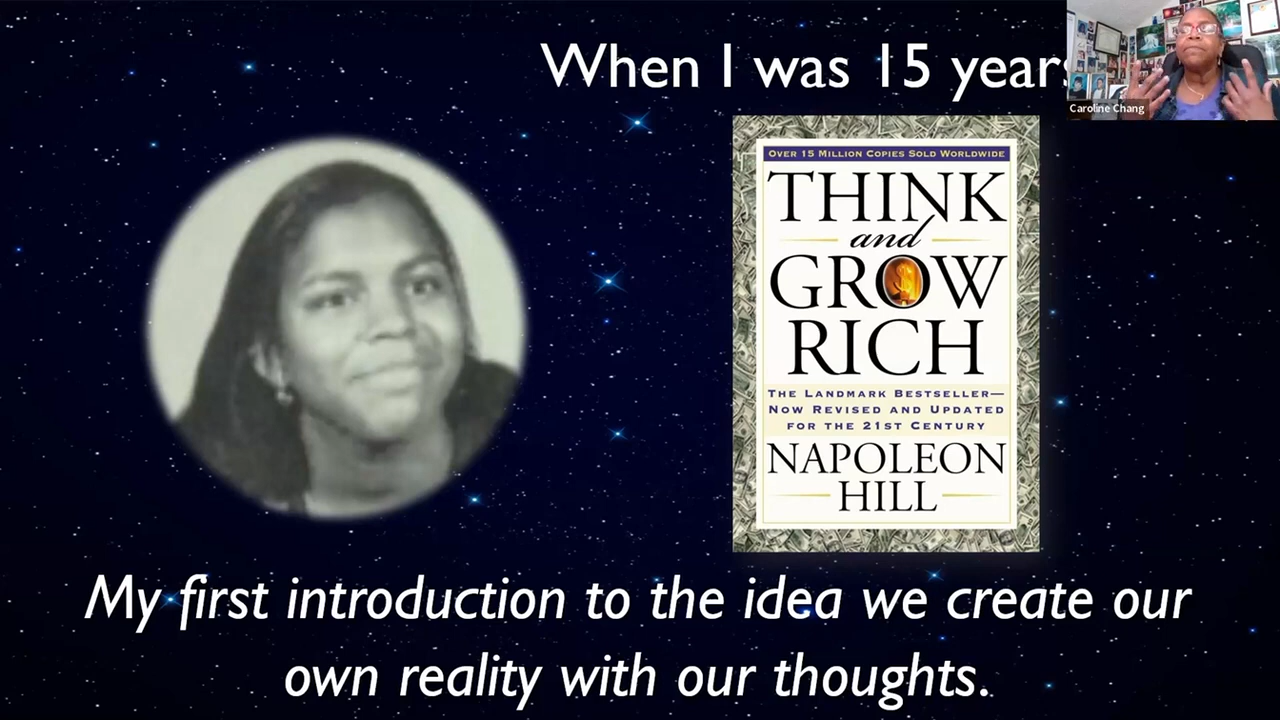 When I was 15 years
Caroline Chang
OVER 15 MILLION COPIES SOLD WORLDWIDE
THINK
and
GROW
RICH
THE LANDMARK BESTSELLER—
NOW REVISED AND UPDATED
FOR THE 21ST CENTURY
NAPOLEON
HILL
My first introduction to the idea we create our
own reality with our thoughts.